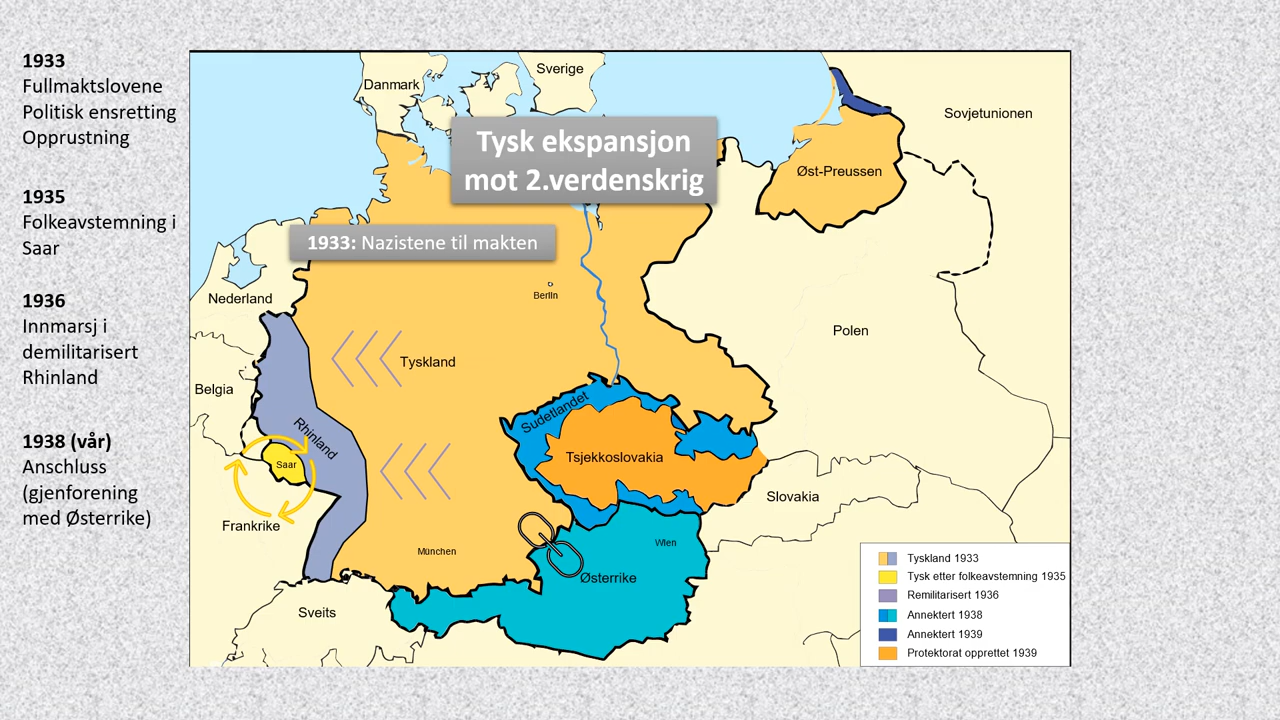 1933
Fullmaktslovene
Politisk ensretting
Opprustning
1935
Folkeavstemning i
Saar
1936
Innmarsj i
demilitarisert
Rhinland
1938 (vår)
Anschluss
(gjenforening
med Østerrike)
Tysk ekspansjon
mot 2.verdenskrig
1933: Nazistene til makten
Danmark
Sverige
Sovjetunionen
Øst-Preussen
Nederland
Berlin
Polen
Tyskland
Belgia
Sudetlandet
Rhinland
Tsjekkoslovakia
Saar
Slovakia
Frankrike
Wien
München
Østerrike
Sveits
Tyskland 1933
Tysk etter folkeavstemning 1935
Remilitarisert 1936
Annektert 1938
Annektert 1939
Protektorat opprettet 1939